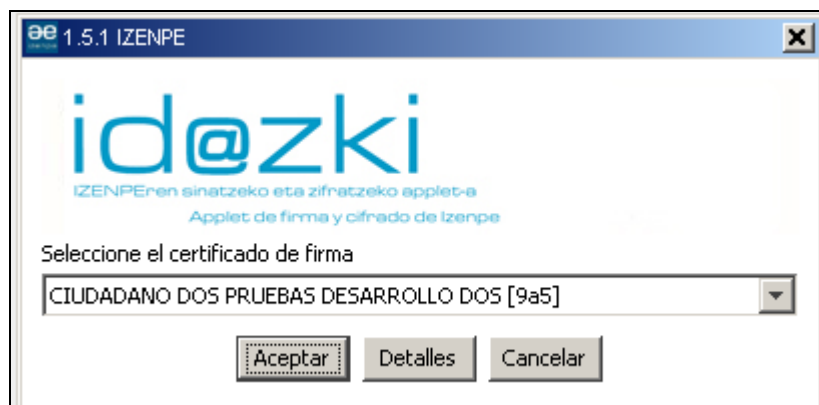 əe 1.5.1 IZENPE
id@zki
IZENPEren sinatzeko eta zifratzeko applet-a
Applet de firma y cifrado de Izenpe
Seleccione el certificado de firma
CIUDADANO DOS PRUEBAS DESARROLLO DOS [9a5]
Aceptar Detalles Cancelar